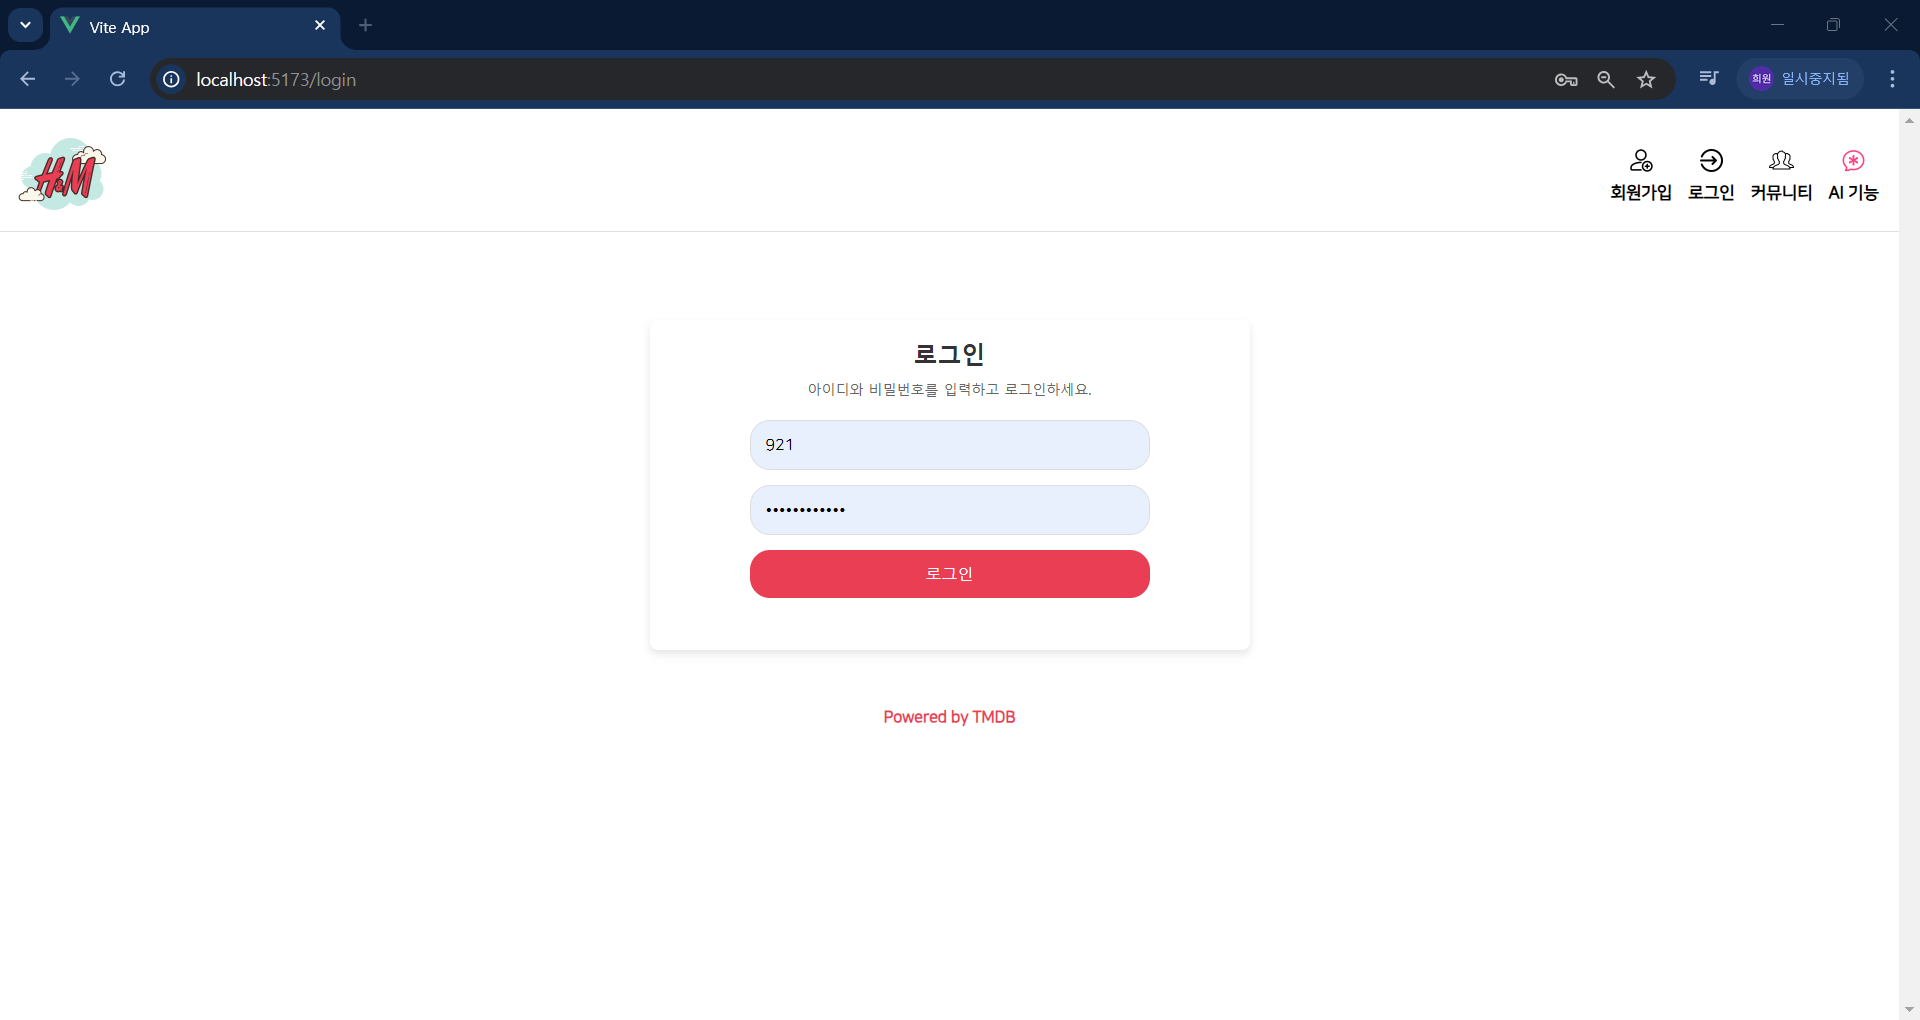 Vite App
localhost:5173/login
희원 일시중지됨
H&M
회원가입 로그인 커뮤니티 AI 기능
로그인
아이디와 비밀번호를 입력하고 로그인하세요.
921
••••••••••••
로그인
Powered by TMDB